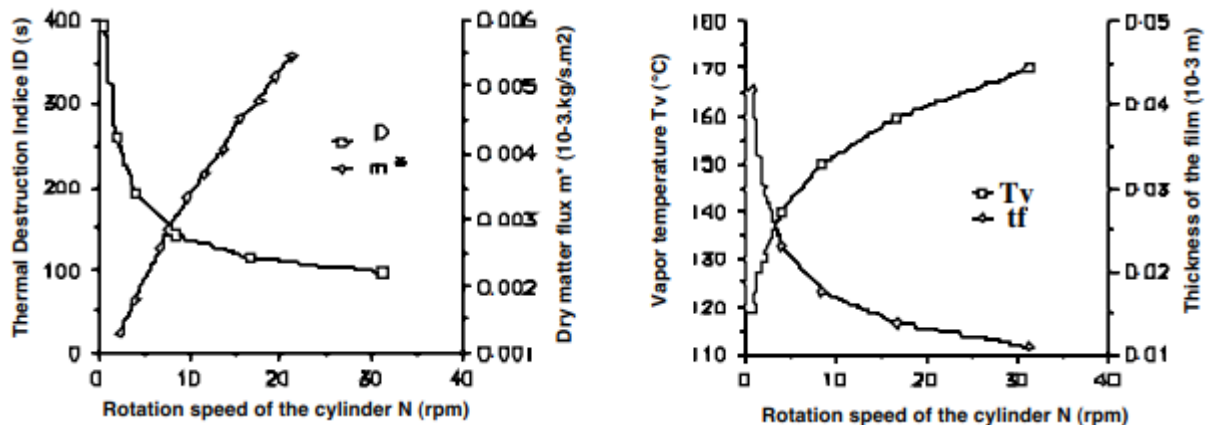 Thermal Destruction Indice ID (s)
400
300
200
100
0
0 10 20 30 40
Rotation speed of the cylinder N (rpm)
D
m*
0.006
0.005
0.004
0.003
0.002
0.001
Dry matter flux m* (10-3.kg/s.m2)
Vapor temperature Tv (°C)
180
170
160
150
140
130
120
110
0 10 20 30 40
Rotation speed of the cylinder N (rpm)
Tv
tf
0.05
0.04
0.03
0.02
0.01
Thickness of the film (10-3 m)